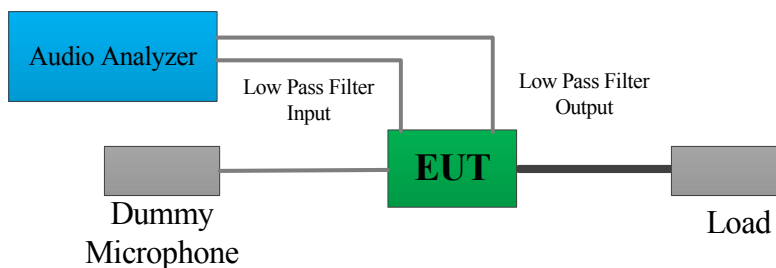 Audio Analyzer
Low Pass Filter
Input
Low Pass Filter
Output
EUT
Dummy
Microphone
Load